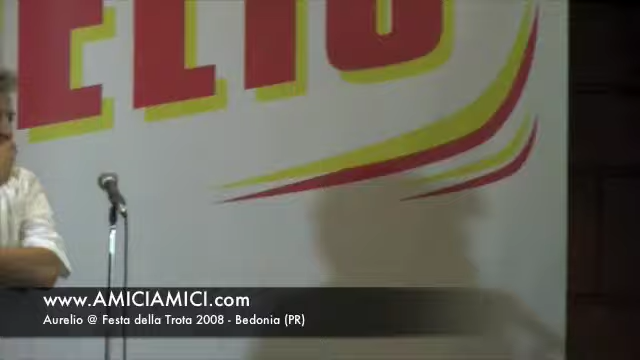 ELIO
www.AMICIAMICI.com
Aurelio @ Festa della Trota 2008 - Bedonia (PR)